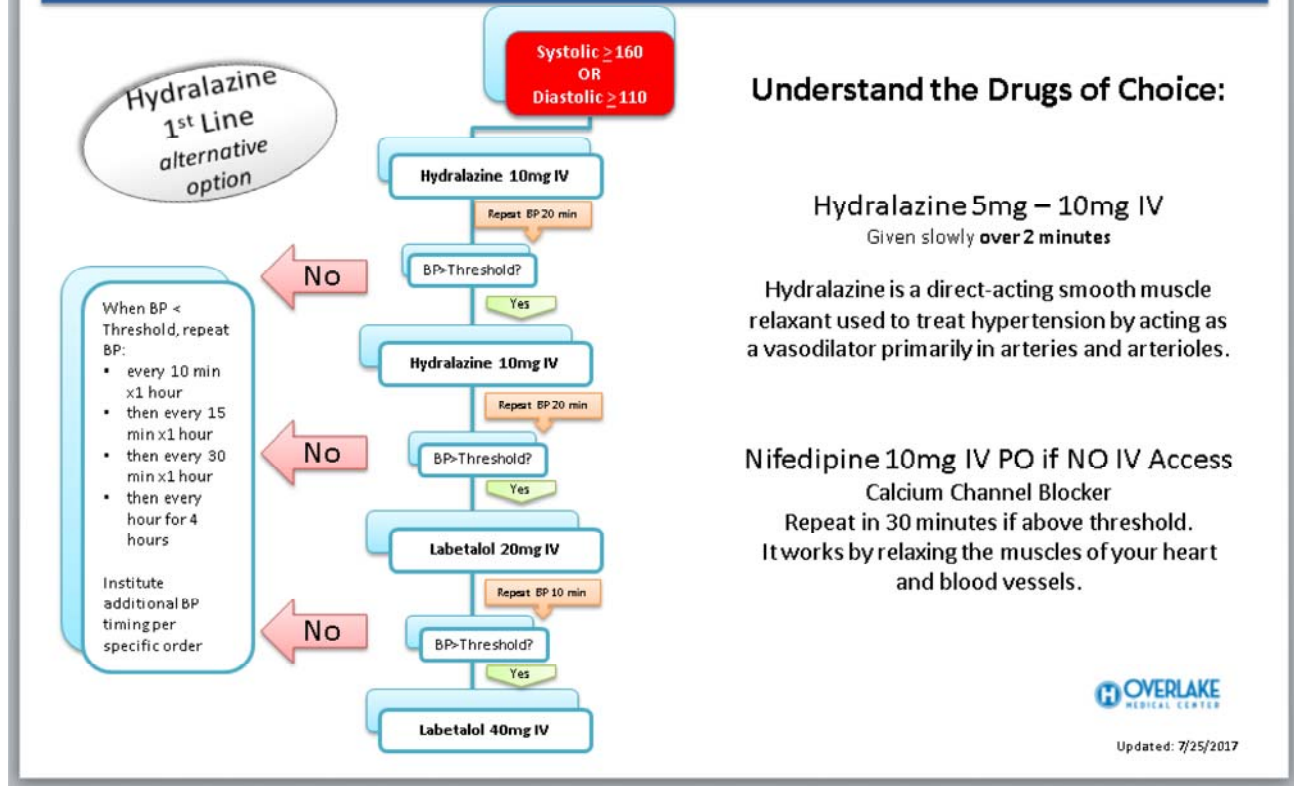 Hydralazine
1st Line
alternative
option
Systolic ≥160
OR
Diastolic ≥110
Hydralazine 10mg IV
Repeat BP 20 min
BP>Threshold?
No
Yes
Hydralazine 10mg IV
Repeat BP 20 min
BP>Threshold?
No
Yes
Labetalol 20mg IV
Repeat BP 10 min
BP>Threshold?
No
Yes
Labetalol 40mg IV
When BP <
Threshold, repeat
BP:
▪ every 10 min
x1 hour
▪ then every 15
min x1 hour
▪ then every 30
min x1 hour
▪ then every
hour for 4
hours
Institute
additional BP
timing per
specific order
Understand the Drugs of Choice:
Hydralazine 5mg – 10mg IV
Given slowly over 2 minutes
Hydralazine is a direct-acting smooth muscle
relaxant used to treat hypertension by acting as
a vasodilator primarily in arteries and arterioles.
Nifedipine 10mg IV PO if NO IV Access
Calcium Channel Blocker
Repeat in 30 minutes if above threshold.
It works by relaxing the muscles of your heart
and blood vessels.
H OVERLAKE
MEDICAL CENTER
Updated: 7/25/2017